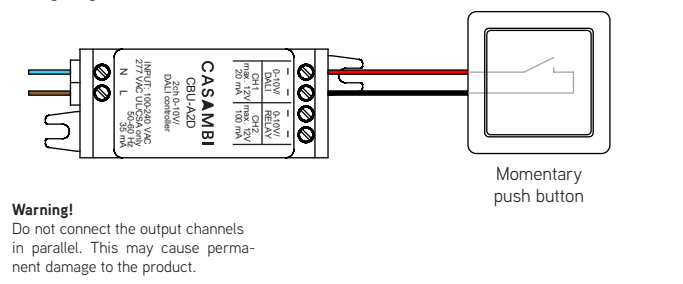 CASAMBI
CBU-A2D
2ch 0-10V/
DALI controller
INPUT: 100-240 VAC
277 VAC UL/CSA only
50-60 Hz
N L 35 mA
0-10V/
DALI
CH1
max. 12V
20 mA
0-10V/
RELAY
CH2
max. 12V
100 mA
Momentary
push button
Warning!
Do not connect the output channels
in parallel. This may cause perma-
nent damage to the product.